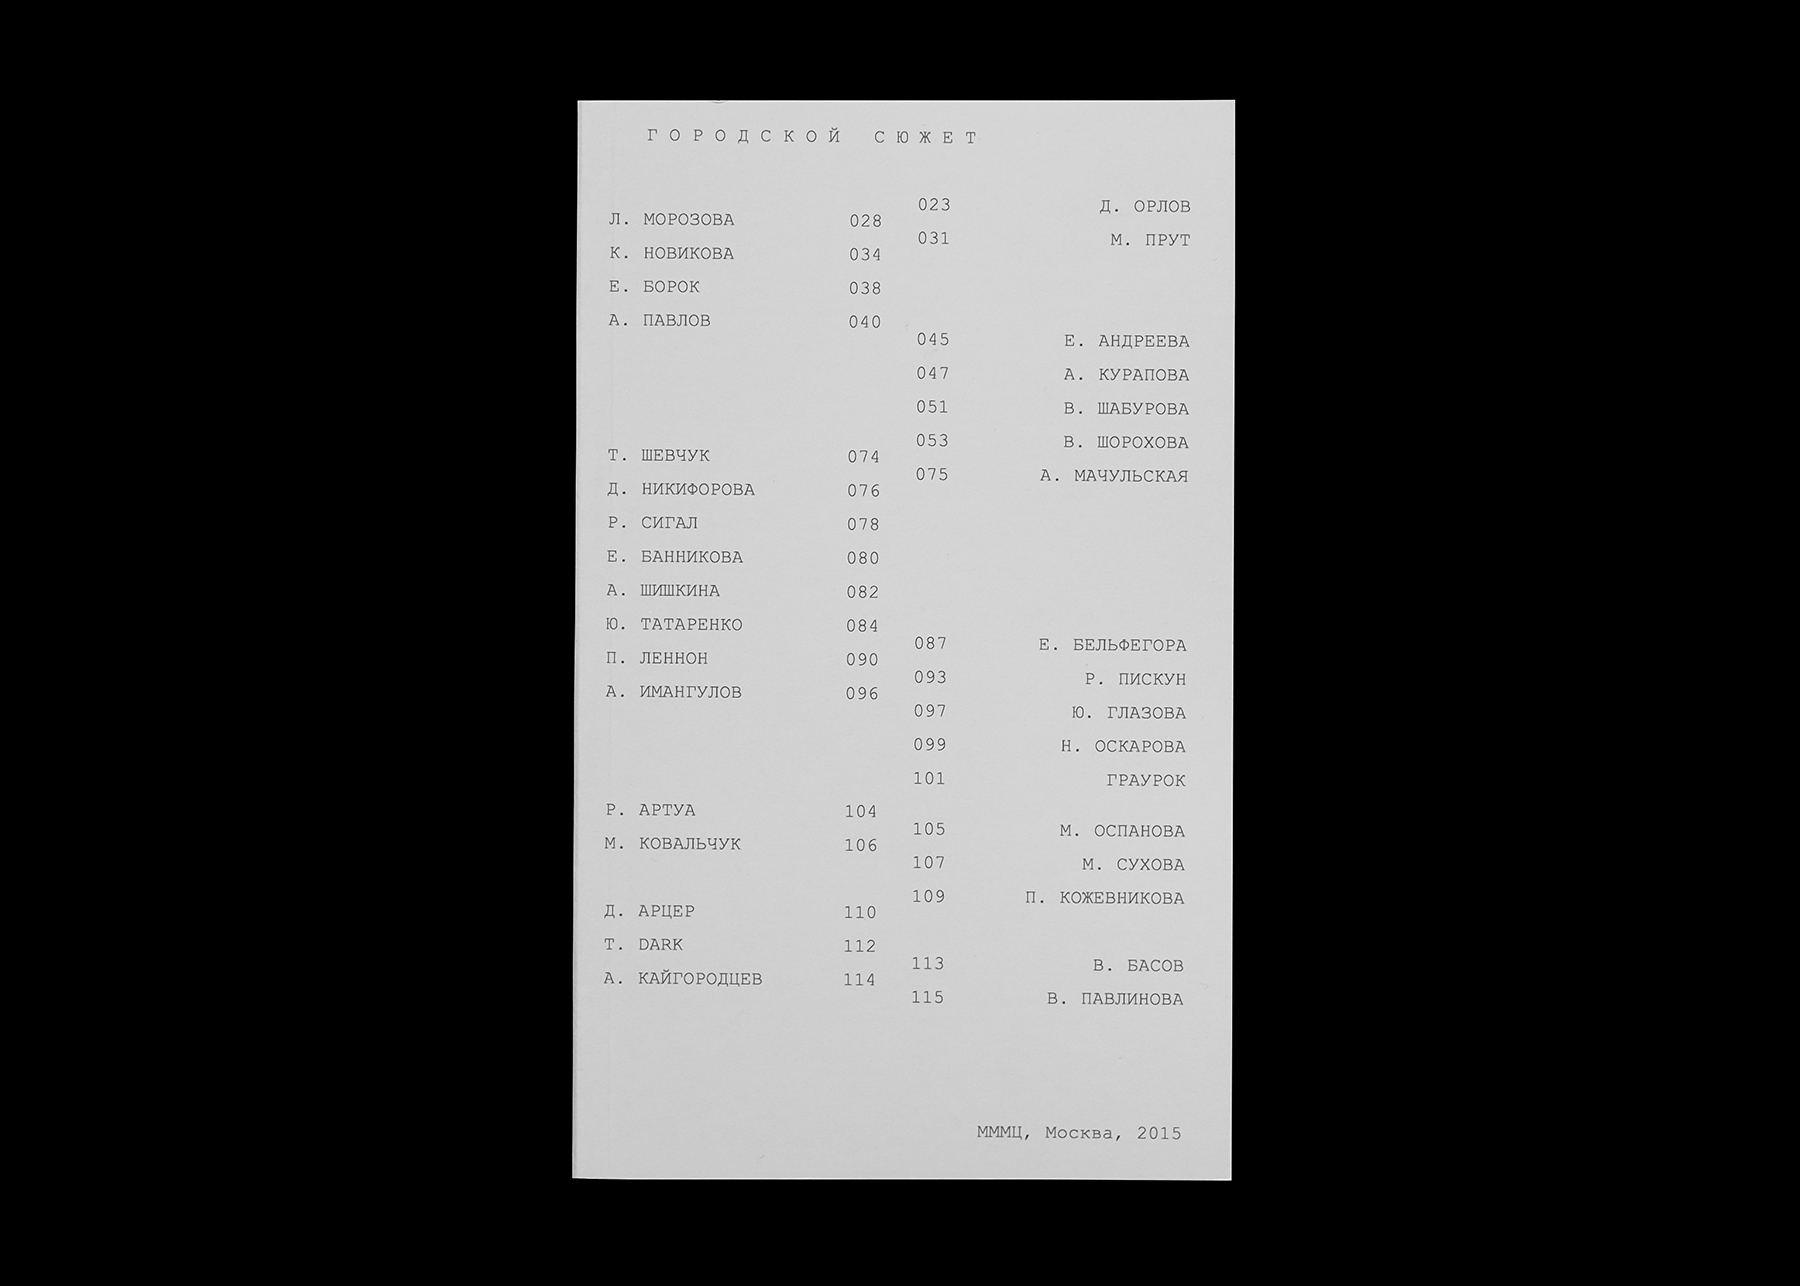 ГОРОДСКОЙ СЮЖЕТ
Л. МОРОЗОВА 028
К. НОВИКОВА 034
Е. БОРОК 038
А. ПАВЛОВ 040
Т. ШЕВЧУК 074
Д. НИКИФОРОВА 076
Р. СИГАЛ 078
Е. БАННИКОВА 080
А. ШИШКИНА 082
Ю. ТАТАРЕНКО 084
П. ЛЕННОН 090
А. ИМАНГУЛОВ 096
Р. АРТУА 104
М. КОВАЛЬЧУК 106
Д. АРЦЕР 110
Т. DARK 112
А. КАЙГОРОДЦЕВ 114
023 Д. ОРЛОВ
031 М. ПРУТ
045 Е. АНДРЕЕВА
047 А. КУРАПОВА
051 В. ШАБУРОВА
053 В. ШОРОХОВА
075 А. МАЧУЛЬСКАЯ
087 Е. БЕЛЬФЕГОРА
093 Р. ПИСКУН
097 Ю. ГЛАЗОВА
099 Н. ОСКАРОВА
101 ГРАУРОК
105 М. ОСПАНОВА
107 М. СУХОВА
109 П. КОЖЕВНИКОВА
113 В. БАСОВ
115 В. ПАВЛИНОВА
МММЦ, Москва, 2015